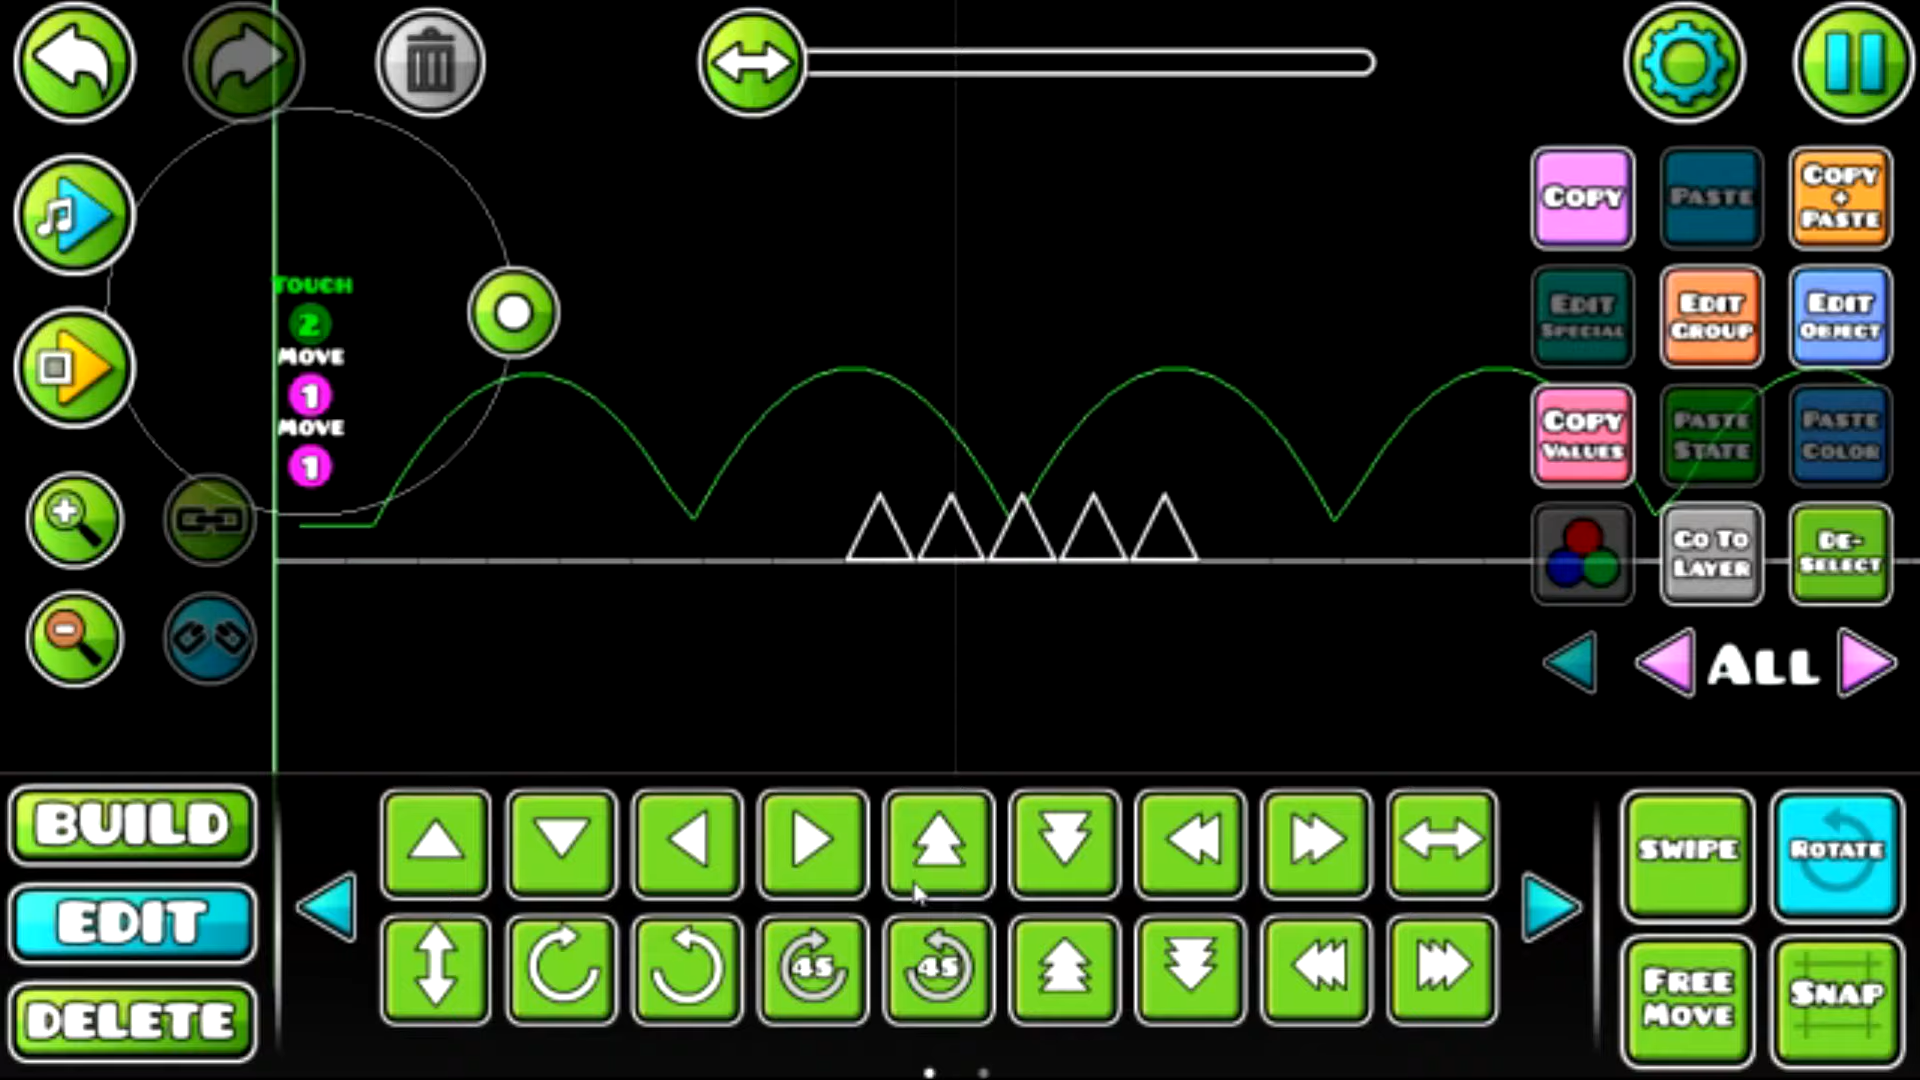 TOUCH
2
MOVE
1
MOVE
1
COPY
PASTE
COPY
+
PASTE
EDIT
SPECIAL
EDIT
GROUP
EDIT
OBJECT
COPY
VALUES
PASTE
STATE
PASTE
COLOR
GO TO
LAYER
DE-
SELECT
ALL
BUILD
EDIT
DELETE
45
45
SWIPE
ROTATE
FREE
MOVE
SNAP